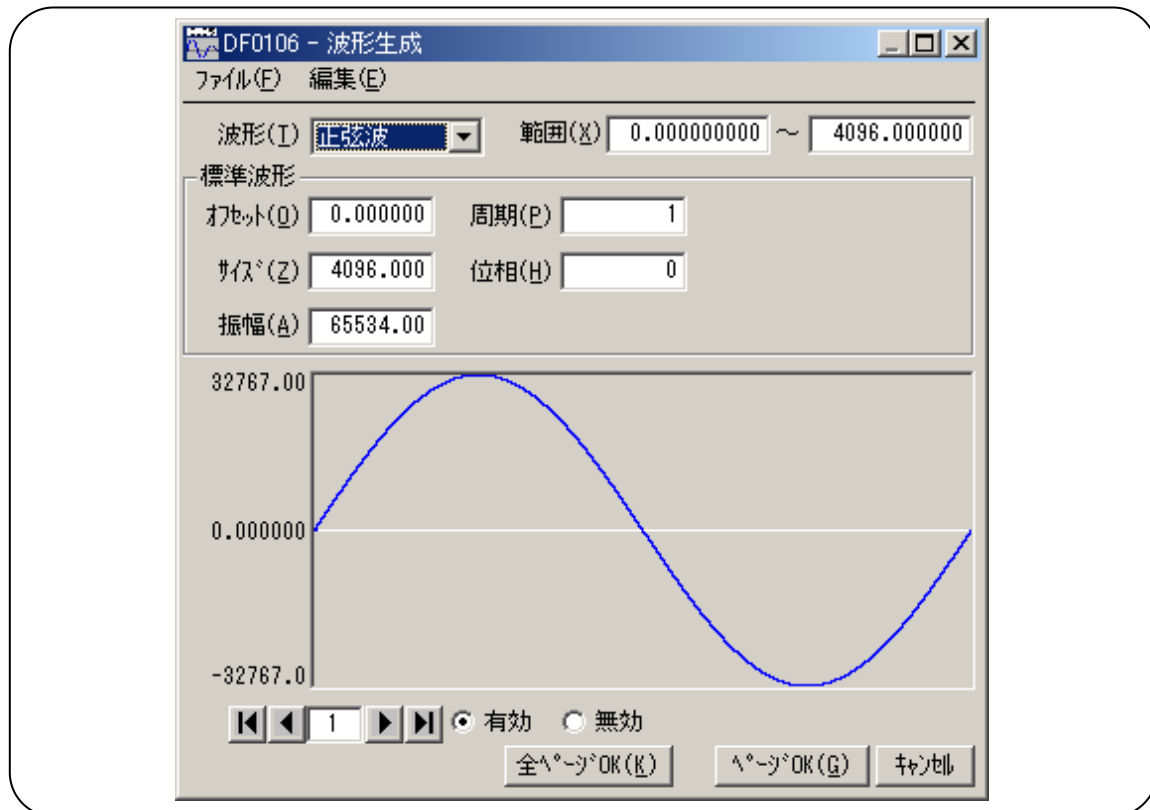 DF0106 - 波形生成
ﾌｧｲﾙ(F) 編集(E)
波形(T) 正弦波 範囲(X) 0.000000000 ～ 4096.000000
標準波形
ｵﾌｾｯﾄ(O) 0.000000 周期(P) 1
ｻｲｽﾞ(Z) 4096.000 位相(H) 0
振幅(A) 65534.00
32767.00
0.000000
-32767.0
1 有効 無効
全ﾍﾟｰｼﾞOK(K) ﾍﾟｰｼﾞOK(G) ｷｬﾝｾﾙ